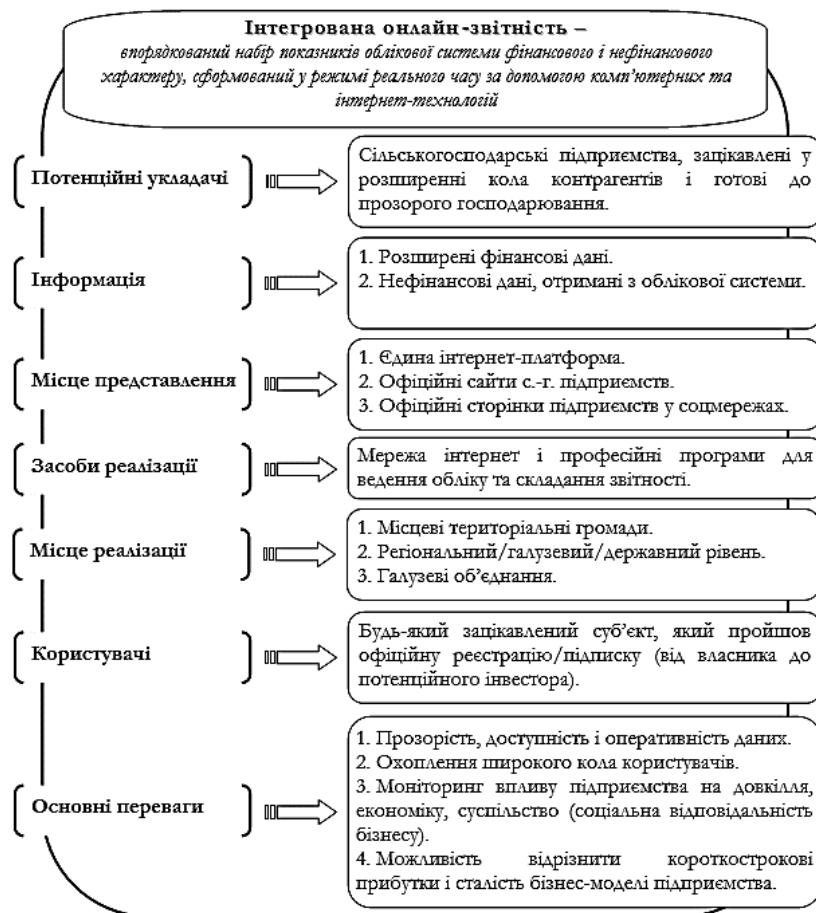 Інтегрована онлайн-звітність –
впорядкований набір показників облікової системи фінансового і нефінансового
характеру, сформований у режимі реального часу за допомогою комп’ютерних та
інтернет-технологій
Потенційні укладачі
Сільськогосподарські підприємства, зацікавлені у
розширенні кола контрагентів і готові до
прозорого господарювання.
Інформація
1. Розширені фінансові дані.
2. Нефінансові дані, отримані з облікової системи.
Місце представлення
1. Єдина інтернет-платформа.
2. Офіційні сайти с.-г. підприємств.
3. Офіційні сторінки підприємств у соцмережах.
Засоби реалізації
Мережа інтернет і професійні програми для
ведення обліку та складання звітності.
Місце реалізації
1. Місцеві територіальні громади.
2. Регіональний/галузевий/державний рівень.
3. Галузеві об’єднання.
Користувачі
Будь-який зацікавлений суб’єкт, який пройшов
офіційну реєстрацію/підписку (від власника до
потенційного інвестора).
Основні переваги
1. Прозорість, доступність і оперативність даних.
2. Охоплення широкого кола користувачів.
3. Моніторинг впливу підприємства на довкілля,
економіку, суспільство (соціальна відповідальність
бізнесу).
4. Можливість відрізнити короткострокові
прибутки і сталість бізнес-моделі підприємства.